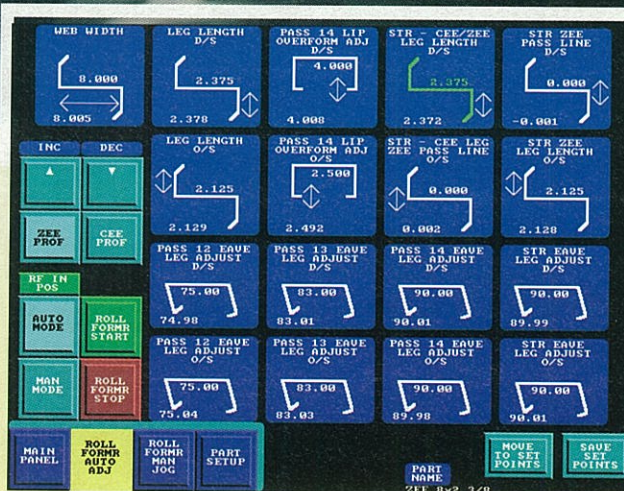 WEB WIDTH
8.000
8.005
LEG LENGTH
D/S
2.375
2.378
PASS 14 LIP
OVERFORM ADJ
D/S
4.000
4.008
STR - CEE/ZEE
LEG LENGTH
D/S
2.375
2.372
STR ZEE
PASS LINE
D/S
0.000
-0.001
INC
DEC
LEG LENGTH
O/S
2.125
2.129
PASS 14 LIP
OVERFORM ADJ
O/S
2.500
2.492
STR - CEE LEG
ZEE PASS LINE
O/S
0.000
0.002
STR ZEE
LEG LENGTH
O/S
2.125
2.128
ZEE
PROF
CEE
PROF
PASS 12 EAVE
LEG ADJUST
D/S
75.00
74.98
PASS 13 EAVE
LEG ADJUST
D/S
83.00
83.01
PASS 14 EAVE
LEG ADJUST
D/S
90.00
90.01
STR EAVE
LEG ADJUST
D/S
90.00
89.99
RF IN
POS
AUTO
MODE
ROLL
FORMR
START
PASS 12 EAVE
LEG ADJUST
O/S
75.00
75.04
PASS 13 EAVE
LEG ADJUST
O/S
83.00
83.03
PASS 14 EAVE
LEG ADJUST
O/S
90.00
89.98
STR EAVE
LEG ADJUST
O/S
90.00
90.01
MAN
MODE
ROLL
FORMR
STOP
MAIN
PANEL
ROLL
FORMR
AUTO
ADJ
ROLL
FORMR
MAN
JOG
PART
SETUP
PART
NAME
ZEE 8x2 3/8
MOVE
TO SET
POINTS
SAVE
SET
POINTS